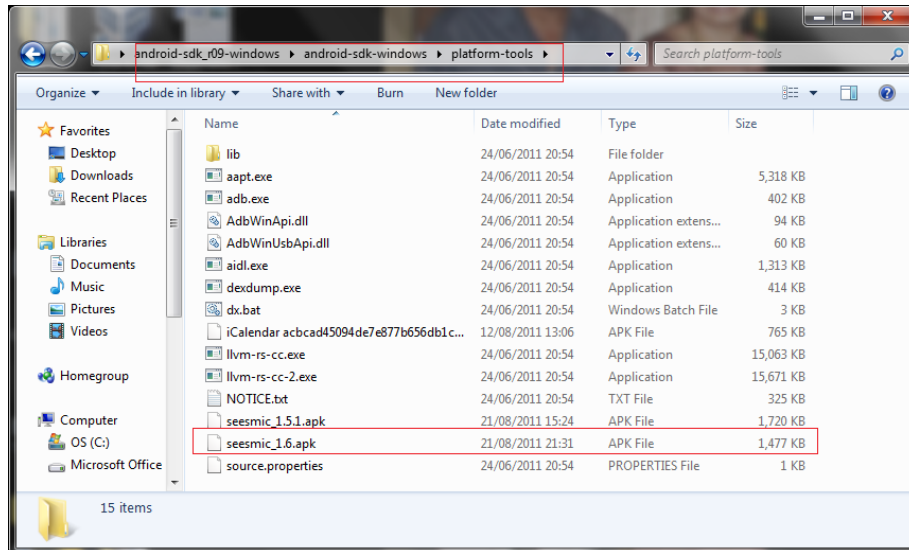 android-sdk_r09-windows ▸ android-sdk-windows ▸ platform-tools ▸ Search platform-tools
Organize Include in library Share with Burn New folder
Name Date modified Type Size
lib 24/06/2011 20:54 File folder
aapt.exe 24/06/2011 20:54 Application 5,318 KB
adb.exe 24/06/2011 20:54 Application 402 KB
AdbWinApi.dll 24/06/2011 20:54 Application extens... 94 KB
AdbWinUsbApi.dll 24/06/2011 20:54 Application extens... 60 KB
aidl.exe 24/06/2011 20:54 Application 1,313 KB
dexdump.exe 24/06/2011 20:54 Application 414 KB
dx.bat 24/06/2011 20:54 Windows Batch File 3 KB
iCalendar acbcad45094de7e877b656db1c... 12/08/2011 13:06 APK File 765 KB
llvm-rs-cc.exe 24/06/2011 20:54 Application 15,063 KB
llvm-rs-cc-2.exe 24/06/2011 20:54 Application 15,671 KB
NOTICE.txt 24/06/2011 20:54 TXT File 325 KB
seesmic_1.5.1.apk 21/08/2011 15:24 APK File 1,720 KB
seesmic_1.6.apk 21/08/2011 21:31 APK File 1,477 KB
source.properties 24/06/2011 20:54 PROPERTIES File 1 KB
Favorites
Desktop
Downloads
Recent Places
Libraries
Documents
Music
Pictures
Videos
Homegroup
Computer
OS (C:)
Microsoft Office
15 items